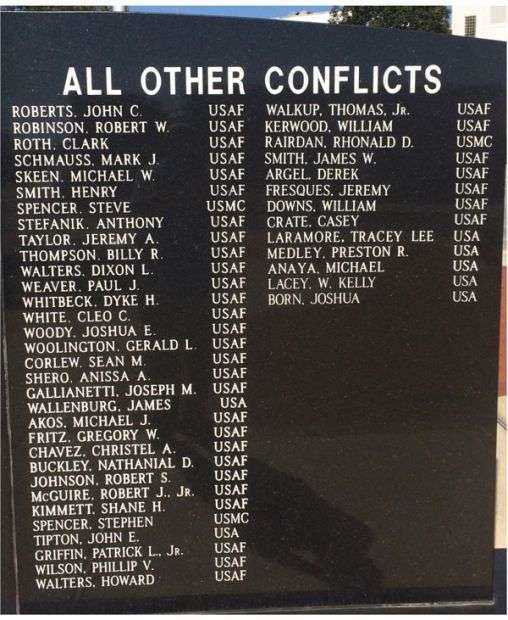 ALL OTHER CONFLICTS
ROBERTS, JOHN C. USAF
ROBINSON, ROBERT W. USAF
ROTH, CLARK USAF
SCHMAUSS, MARK J. USAF
SKEEN, MICHAEL W. USAF
SMITH, HENRY USAF
SPENCER, STEVE USMC
STEFANIK, ANTHONY USAF
TAYLOR, JEREMY A. USAF
THOMPSON, BILLY R. USAF
WALTERS, DIXON L. USAF
WEAVER, PAUL J. USAF
WHITBECK, DYKE H. USAF
WHITE, CLEO C. USAF
WOODY, JOSHUA E. USAF
WOOLINGTON, GERALD L. USAF
CORLEW, SEAN M. USAF
SHERO, ANISSA A. USAF
GALLIANETTI, JOSEPH M. USAF
WALLENBURG, JAMES USA
AKOS, MICHAEL J. USAF
FRITZ, GREGORY W. USAF
CHAVEZ, CHRISTEL A. USAF
BUCKLEY, NATHANIAL D. USAF
JOHNSON, ROBERT S. USAF
McGUIRE, ROBERT J., Jr. USAF
KIMMETT, SHANE H. USAF
SPENCER, STEPHEN USMC
TIPTON, JOHN E. USA
GRIFFIN, PATRICK L., Jr. USAF
WILSON, PHILLIP V. USAF
WALTERS, HOWARD USAF
WALKUP, THOMAS, Jr. USAF
KERWOOD, WILLIAM USAF
RAIRDAN, RHONALD D. USMC
SMITH, JAMES W. USAF
ARGEL, DEREK USAF
FRESQUES, JEREMY USAF
DOWNS, WILLIAM USAF
CRATE, CASEY USAF
LARAMORE, TRACEY LEE USA
MEDLEY, PRESTON R. USA
ANAYA, MICHAEL USA
LACEY, W. KELLY USA
BORN, JOSHUA USA